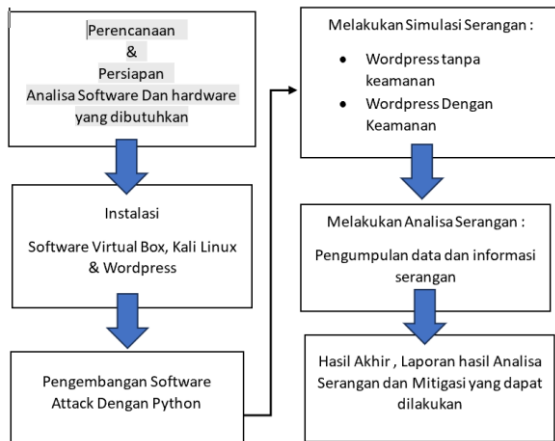 Perencanaan
&
Persiapan
Analisa Software Dan hardware
yang dibutuhkan
Instalasi
Software Virtual Box, Kali Linux
& Wordpress
Pengembangan Software
Attack Dengan Python
Melakukan Simulasi Serangan :
• Wordpress tanpa
keamanan
• Wordpress Dengan
Keamanan
Melakukan Analisa Serangan :
Pengumpulan data dan informasi
serangan
Hasil Akhir , Laporan hasil Analisa
Serangan dan Mitigasi yang dapat
dilakukan